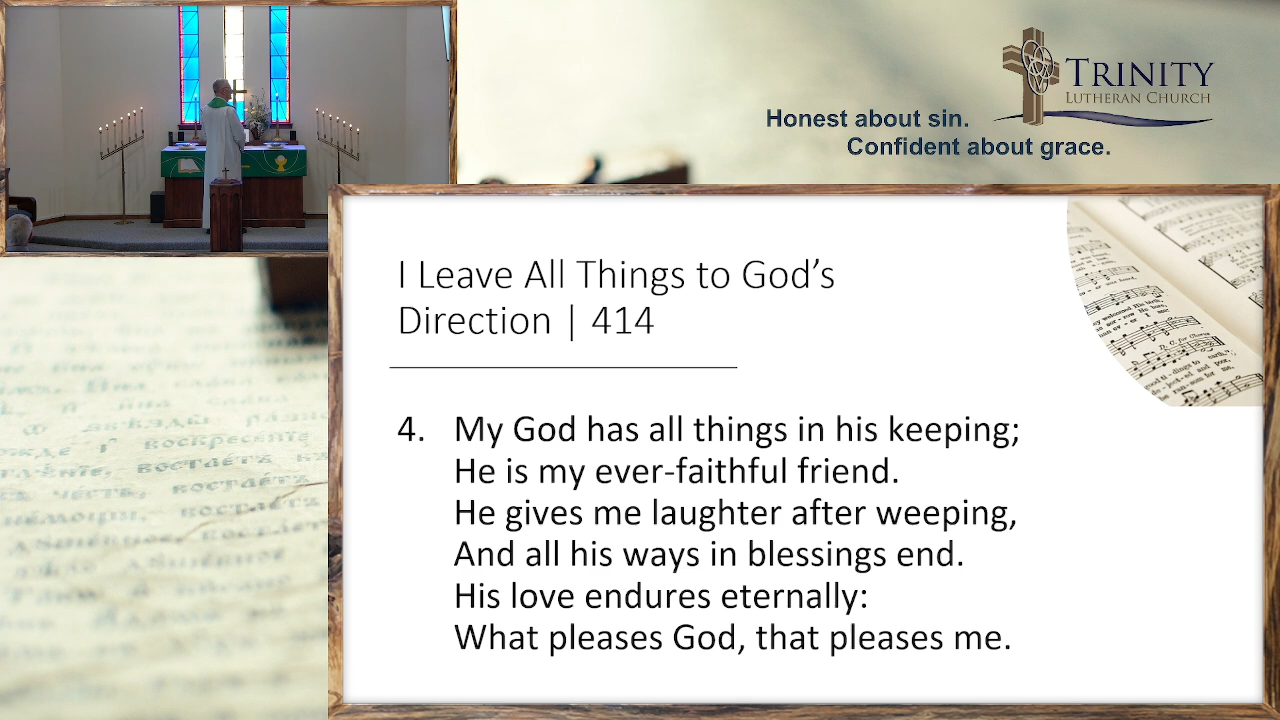 TRINITY
LUTHERAN CHURCH
Honest about sin.
Confident about grace.
I Leave All Things to God’s
Direction | 414
4. My God has all things in his keeping;
He is my ever-faithful friend.
He gives me laughter after weeping,
And all his ways in blessings end.
His love endures eternally:
What pleases God, that pleases me.